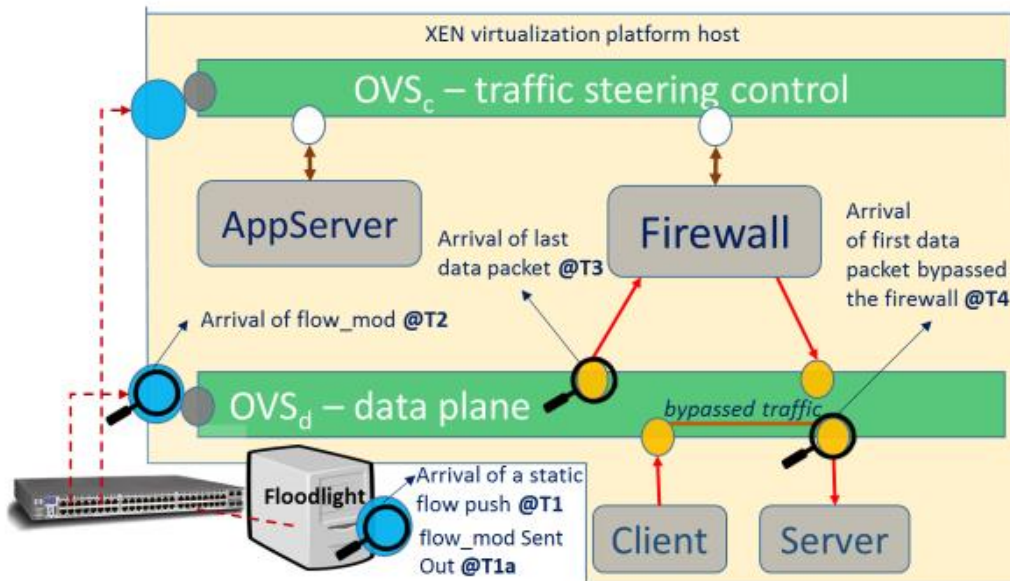 XEN virtualization platform host
OVSc – traffic steering control
AppServer
Firewall
Arrival of last
data packet @T3
Arrival
of first data
packet bypassed
the firewall @T4
Arrival of flow_mod @T2
OVSd – data plane
bypassed traffic
Floodlight
Arrival of a static
flow push @T1
flow_mod Sent
Out @T1a
Client
Server